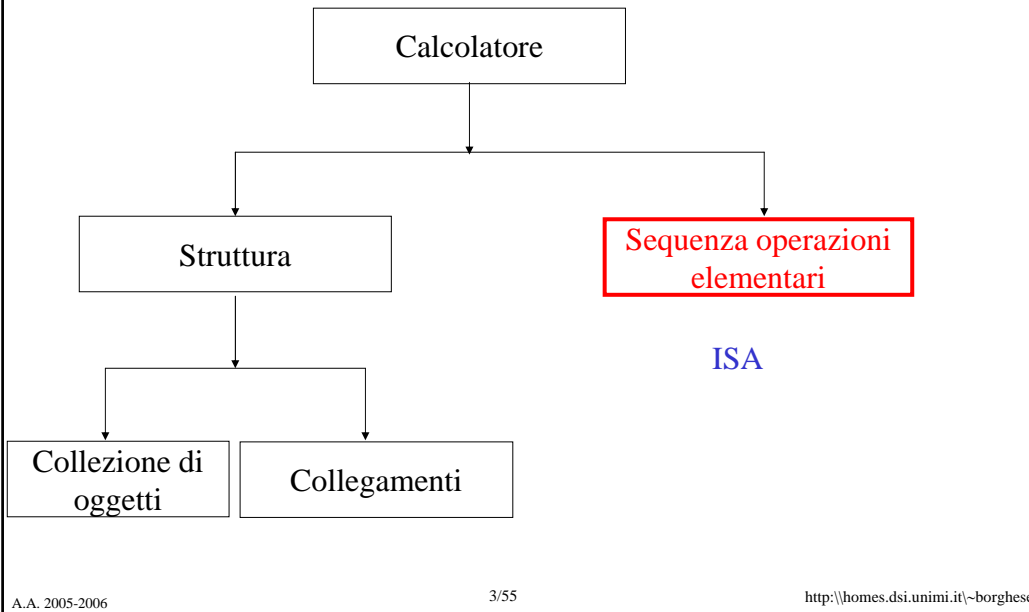 Calcolatore
Struttura
Sequenza operazioni
elementari
ISA
Collezione di
oggetti
Collegamenti
A.A. 2005-2006
3/55
http:\\homes.dsi.unimi.it\~borghese